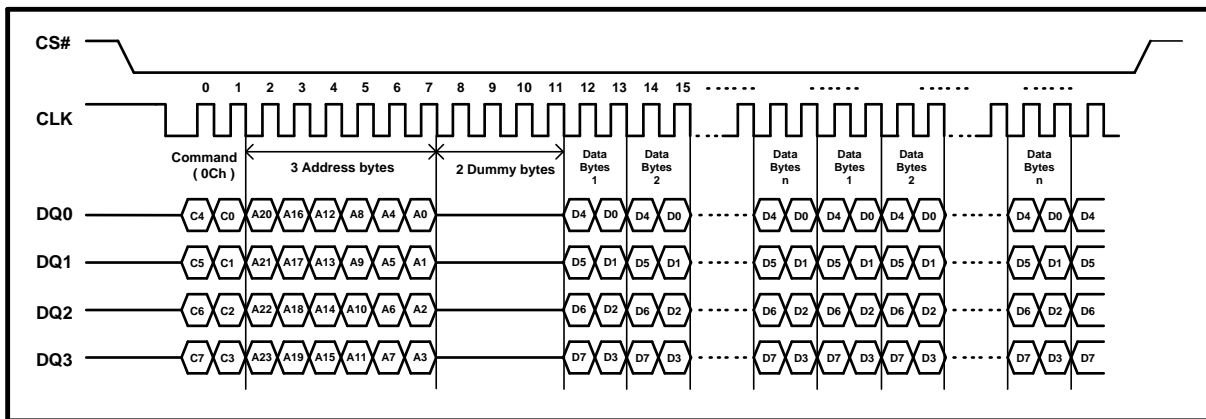 CS#
0 1 2 3 4 5 6 7 8 9 10 11 12 13 14 15
CLK
Command
( 0Ch )
3 Address bytes
2 Dummy bytes
Data
Bytes
1
Data
Bytes
2
Data
Bytes
n
Data
Bytes
1
Data
Bytes
2
Data
Bytes
n
DQ0 C4 C0 A20 A16 A12 A8 A4 A0 D4 D0 D4 D0 D4 D0 D4 D0 D4 D0 D4 D0 D4
DQ1 C5 C1 A21 A17 A13 A9 A5 A1 D5 D1 D5 D1 D5 D1 D5 D1 D5 D1 D5 D1 D5
DQ2 C6 C2 A22 A18 A14 A10 A6 A2 D6 D2 D6 D2 D6 D2 D6 D2 D6 D2 D6 D2 D6
DQ3 C7 C3 A23 A19 A15 A11 A7 A3 D7 D3 D7 D3 D7 D3 D7 D3 D7 D3 D7 D3 D7